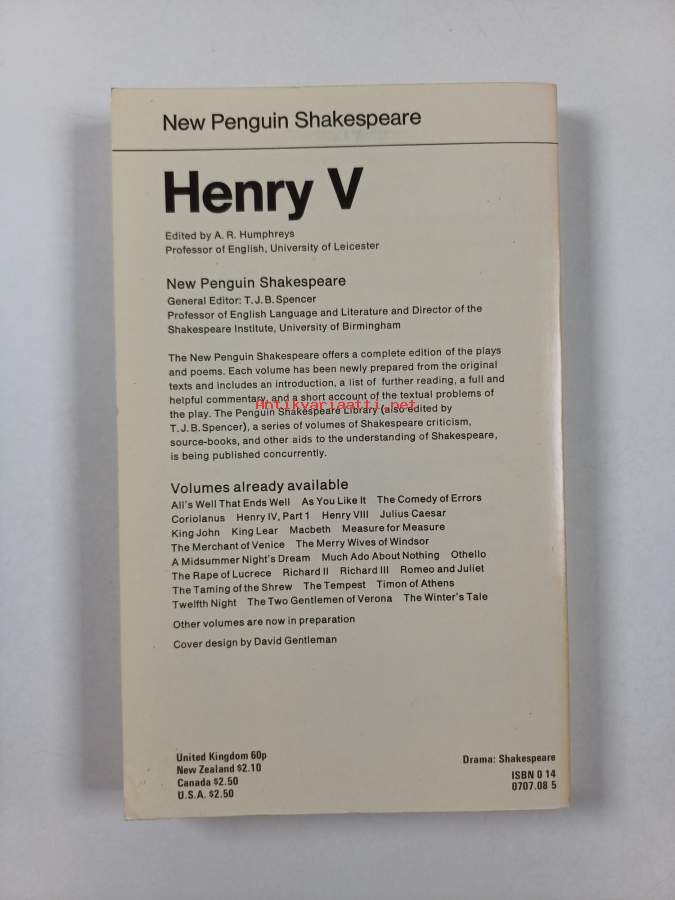 New Penguin Shakespeare
Henry V
Edited by A. R. Humphreys
Professor of English, University of Leicester
New Penguin Shakespeare
General Editor: T.J.B.Spencer
Professor of English Language and Literature and Director of the
Shakespeare Institute, University of Birmingham
The New Penguin Shakespeare offers a complete edition of the plays
and poems. Each volume has been newly prepared from the original
texts and includes an introduction, a list of further reading, a full and
helpful commentary, and a short account of the textual problems of
Antikvariaatti.net
the play. The Penguin Shakespeare Library (also edited by
T.J.B.Spencer), a series of volumes of Shakespeare criticism,
source-books, and other aids to the understanding of Shakespeare,
is being published concurrently.
Volumes already available
All's Well That Ends Well As You Like It The Comedy of Errors
Coriolanus Henry IV, Part 1 Henry VIII Julius Caesar
King John King Lear Macbeth Measure for Measure
The Merchant of Venice The Merry Wives of Windsor
A Midsummer Night's Dream Much Ado About Nothing Othello
The Rape of Lucrece Richard II Richard III Romeo and Juliet
The Taming of the Shrew The Tempest Timon of Athens
Twelfth Night The Two Gentlemen of Verona The Winter's Tale
Other volumes are now in preparation
Cover design by David Gentleman
United Kingdom 60p
New Zealand $2.10
Canada $2.50
U.S.A. $2.50
Drama: Shakespeare
ISBN 0 14
0707.08 5